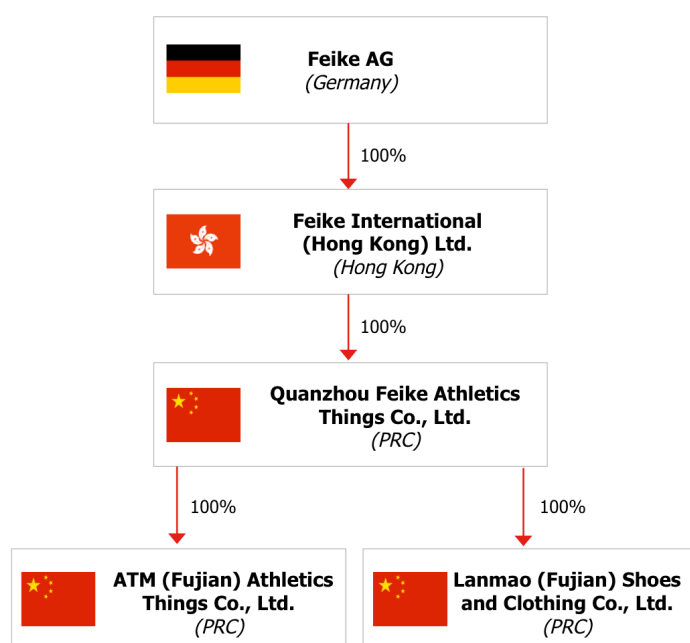 Feike AG
(Germany)
100%
Feike International
(Hong Kong) Ltd.
(Hong Kong)
100%
Quanzhou Feike Athletics
Things Co., Ltd.
(PRC)
100%
100%
ATM (Fujian) Athletics
Things Co., Ltd.
(PRC)
Lanmao (Fujian) Shoes
and Clothing Co., Ltd.
(PRC)